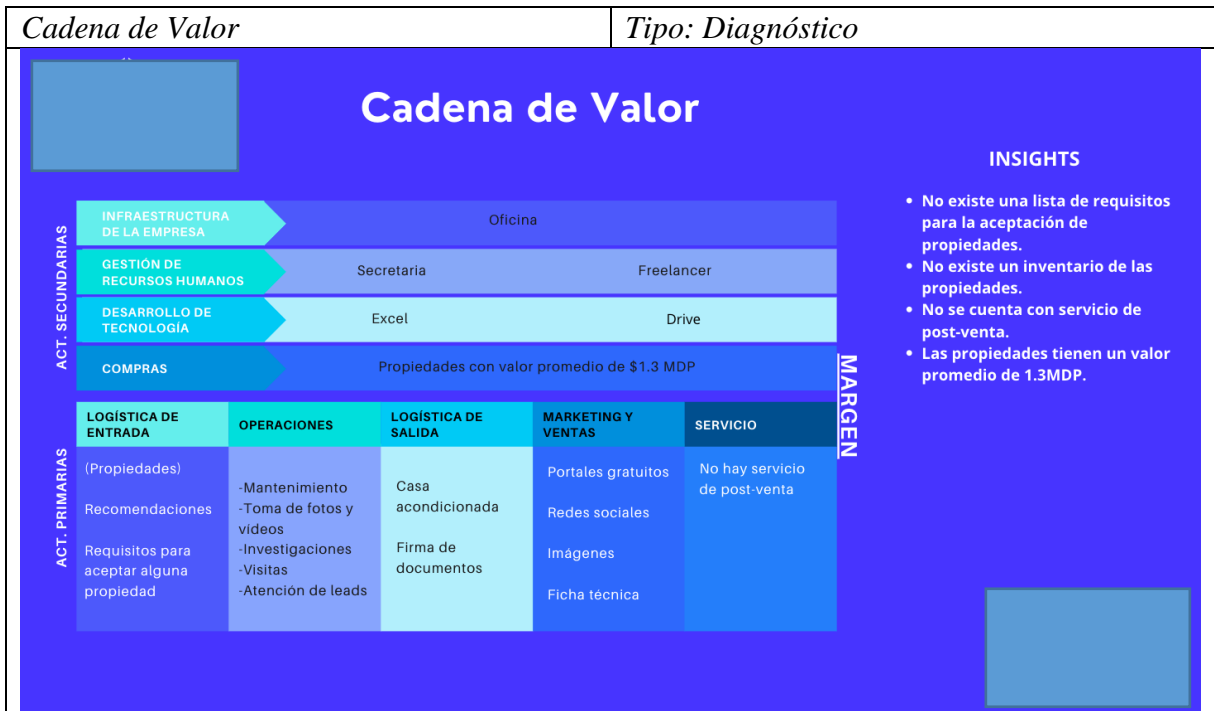 Cadena de Valor
Tipo: Diagnóstico
Cadena de Valor
ACT. SECUNDARIAS
INFRAESTRUCTURA
DE LA EMPRESA
Oficina
GESTIÓN DE
RECURSOS HUMANOS
Secretaria
Freelancer
DESARROLLO DE
TECNOLOGÍA
Excel
Drive
COMPRAS
Propiedades con valor promedio de $1.3 MDP
MARGEN
ACT. PRIMARIAS
LOGÍSTICA DE
ENTRADA
(Propiedades)
Recomendaciones
Requisitos para
aceptar alguna
propiedad
OPERACIONES
-Mantenimiento
-Toma de fotos y
vídeos
-Investigaciones
-Visitas
-Atención de leads
LOGÍSTICA DE
SALIDA
Casa
acondicionada
Firma de
documentos
MARKETING Y
VENTAS
Portales gratuitos
Redes sociales
Imágenes
Ficha técnica
SERVICIO
No hay servicio
de post-venta
INSIGHTS
• No existe una lista de requisitos
para la aceptación de
propiedades.
• No existe un inventario de las
propiedades.
• No se cuenta con servicio de
post-venta.
• Las propiedades tienen un valor
promedio de 1.3MDP.